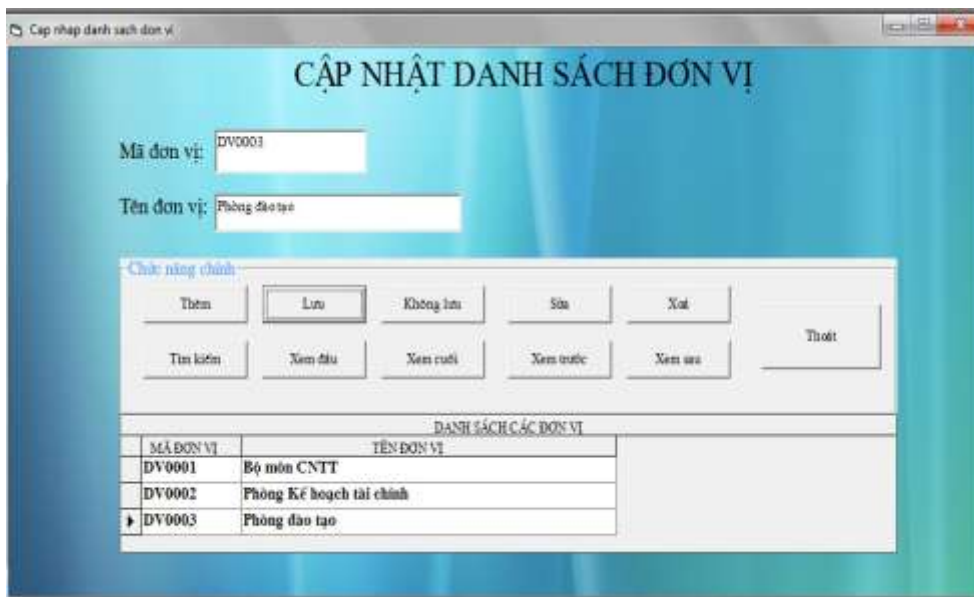 Cap nhap danh sach don vi
CẬP NHẬT DANH SÁCH ĐƠN VỊ
Mã đơn vị: DV0003
Tên đơn vị: Phòng đào tạo
Chức năng chính
Thêm Lưu Không lưu Sửa Xoá
Thoát
Tìm kiếm Xem đầu Xem cuối Xem trước Xem sau
DANH SÁCH CÁC ĐƠN VỊ
MÃ ĐƠN VỊ TÊN ĐƠN VỊ
DV0001 Bộ môn CNTT
DV0002 Phòng Kế hoạch tài chính
DV0003 Phòng đào tạo